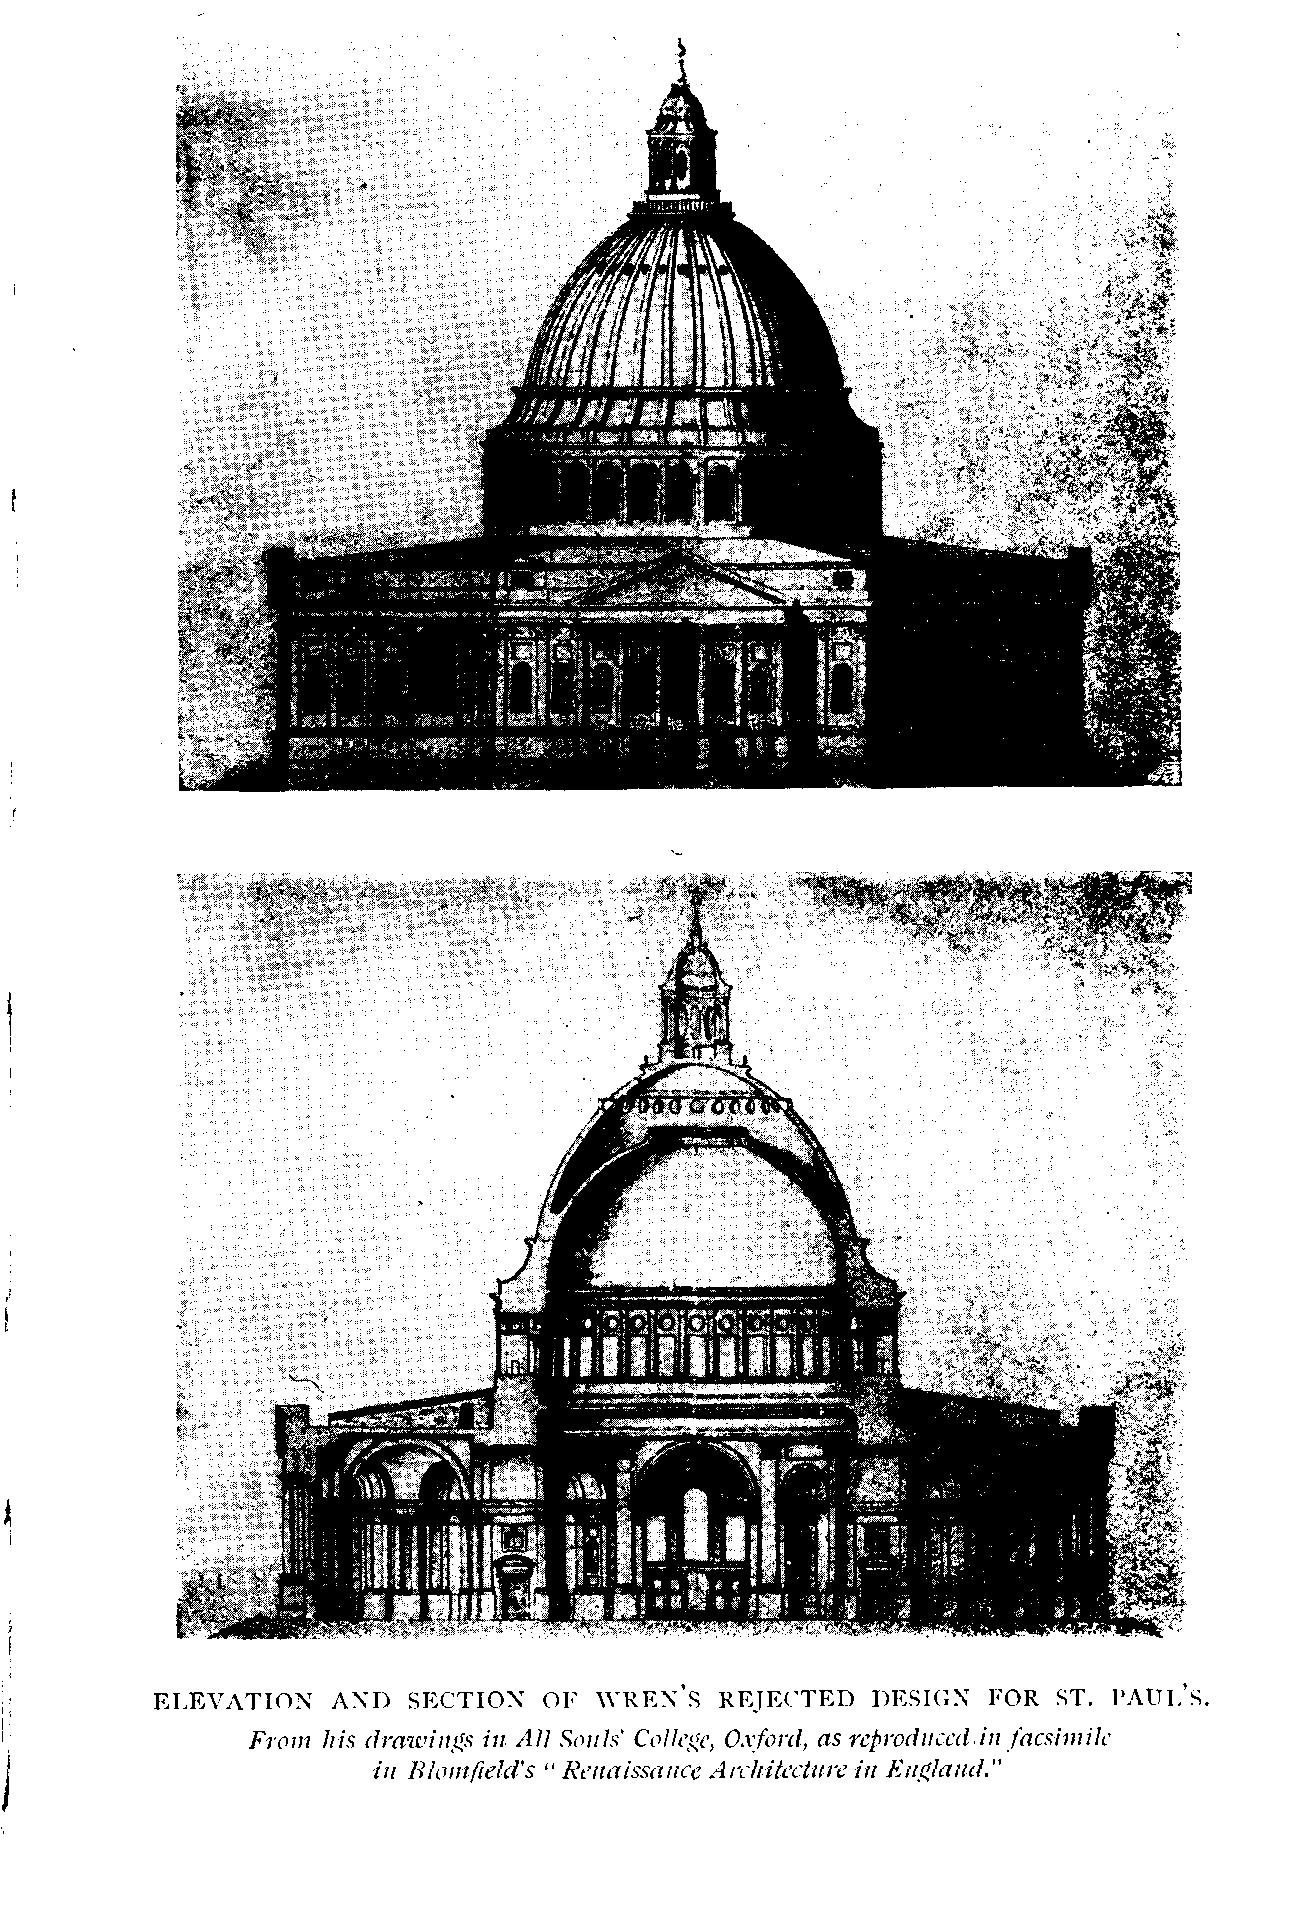 ELEVATION AND SECTION OF WREN'S REJECTED DESIGN FOR ST. PAUL'S.
From his drawings in All Souls' College, Oxford, as reproduced in facsimile
in Blomfield's "Renaissance Architecture in England."